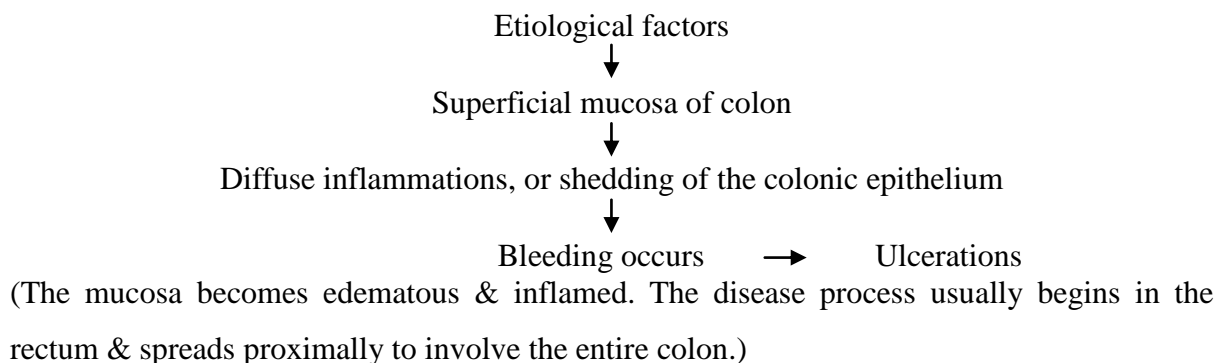 Etiological factors
Superficial mucosa of colon
Diffuse inflammations, or shedding of the colonic epithelium
Bleeding occurs Ulcerations
(The mucosa becomes edematous & inflamed. The disease process usually begins in the
rectum & spreads proximally to involve the entire colon.)